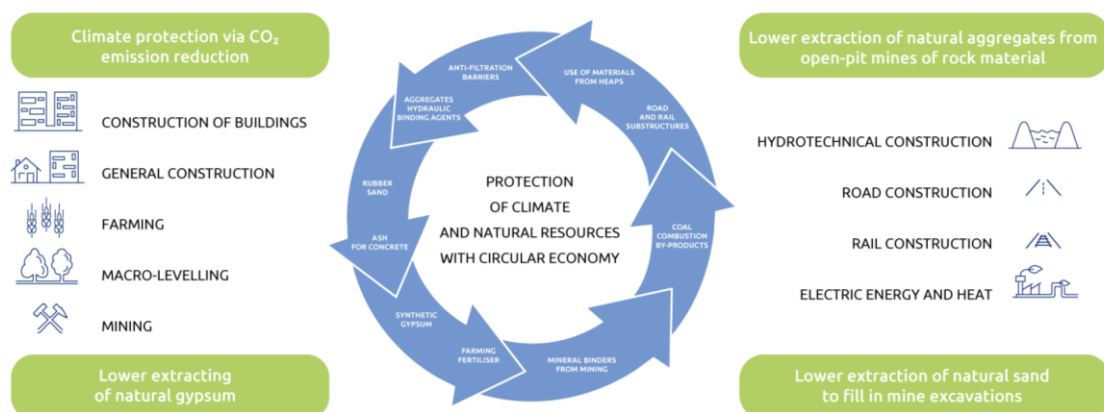 Climate protection via CO₂
emission reduction
CONSTRUCTION OF BUILDINGS
GENERAL CONSTRUCTION
FARMING
MACRO-LEVELLING
MINING
Lower extracting
of natural gypsum
ANTI-FILTRATION
BARRIERS
AGGREGATES
HYDRAULIC
BINDING AGENTS
RUBBER
SAND
ASH
FOR CONCRETE
SYNTHETIC
GYPSUM
FARMING
FERTILISER
MINERAL BINDERS
FROM MINING
COAL
COMBUSTION
BY-PRODUCTS
ROAD
AND RAIL
SUBSTRUCTURES
USE OF MATERIALS
FROM HEAPS
PROTECTION
OF CLIMATE
AND NATURAL RESOURCES
WITH CIRCULAR ECONOMY
Lower extraction of natural aggregates from
open-pit mines of rock material
HYDROTECHNICAL CONSTRUCTION
ROAD CONSTRUCTION
RAIL CONSTRUCTION
ELECTRIC ENERGY AND HEAT
Lower extraction of natural sand
to fill in mine excavations